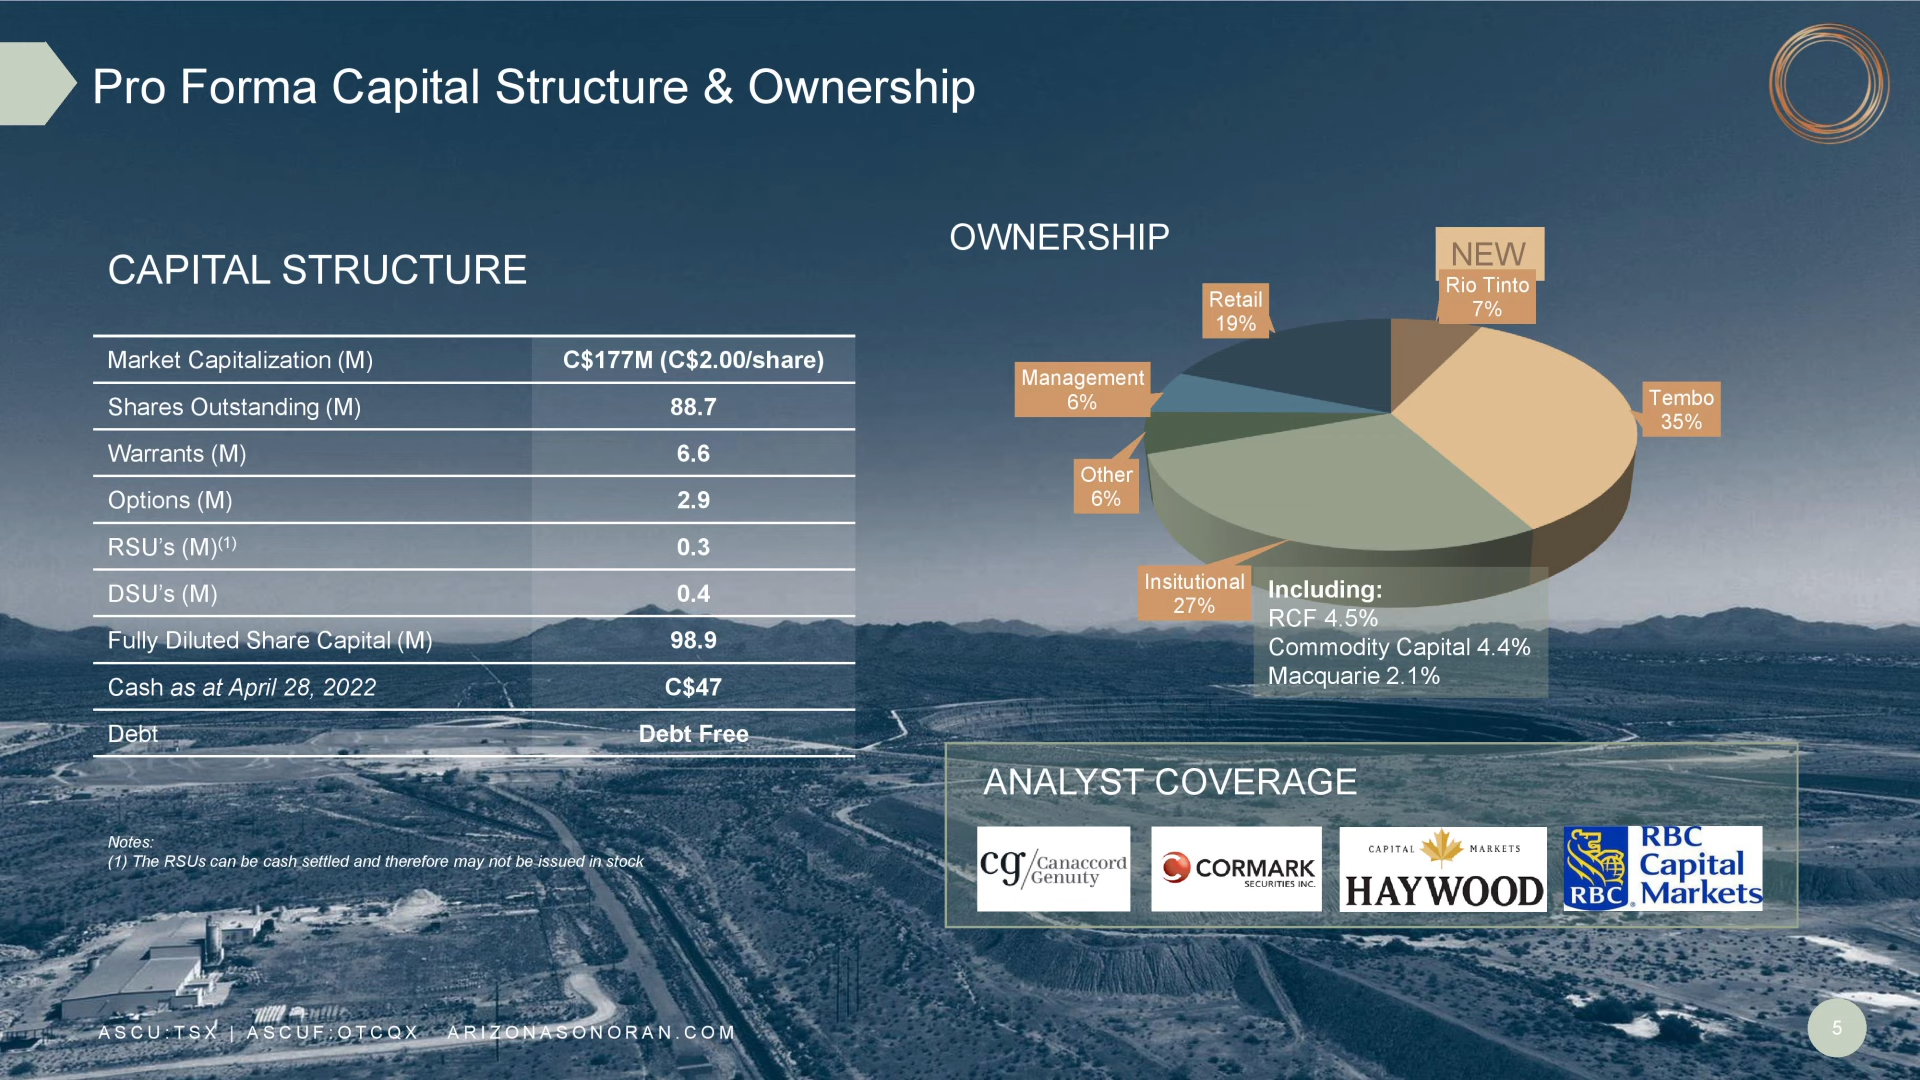 Pro Forma Capital Structure & Ownership
CAPITAL STRUCTURE
Market Capitalization (M) C$177M (C$2.00/share)
Shares Outstanding (M) 88.7
Warrants (M) 6.6
Options (M) 2.9
RSU’s (M)(1) 0.3
DSU’s (M) 0.4
Fully Diluted Share Capital (M) 98.9
Cash as at April 28, 2022 C$47
Debt Debt Free
Notes:
(1) The RSUs can be cash settled and therefore may not be issued in stock
OWNERSHIP
NEW
Rio Tinto
7%
Retail
19%
Management
6%
Tembo
35%
Other
6%
Insitutional
27%
Including:
RCF 4.5%
Commodity Capital 4.4%
Macquarie 2.1%
ANALYST COVERAGE
cg/Canaccord
Genuity
CORMARK
SECURITIES INC.
CAPITAL MARKETS
HAYWOOD
RBC
RBC
Capital
Markets
ASCU:TSX | ASCUF:OTCQX ARIZONASONORAN.COM
5